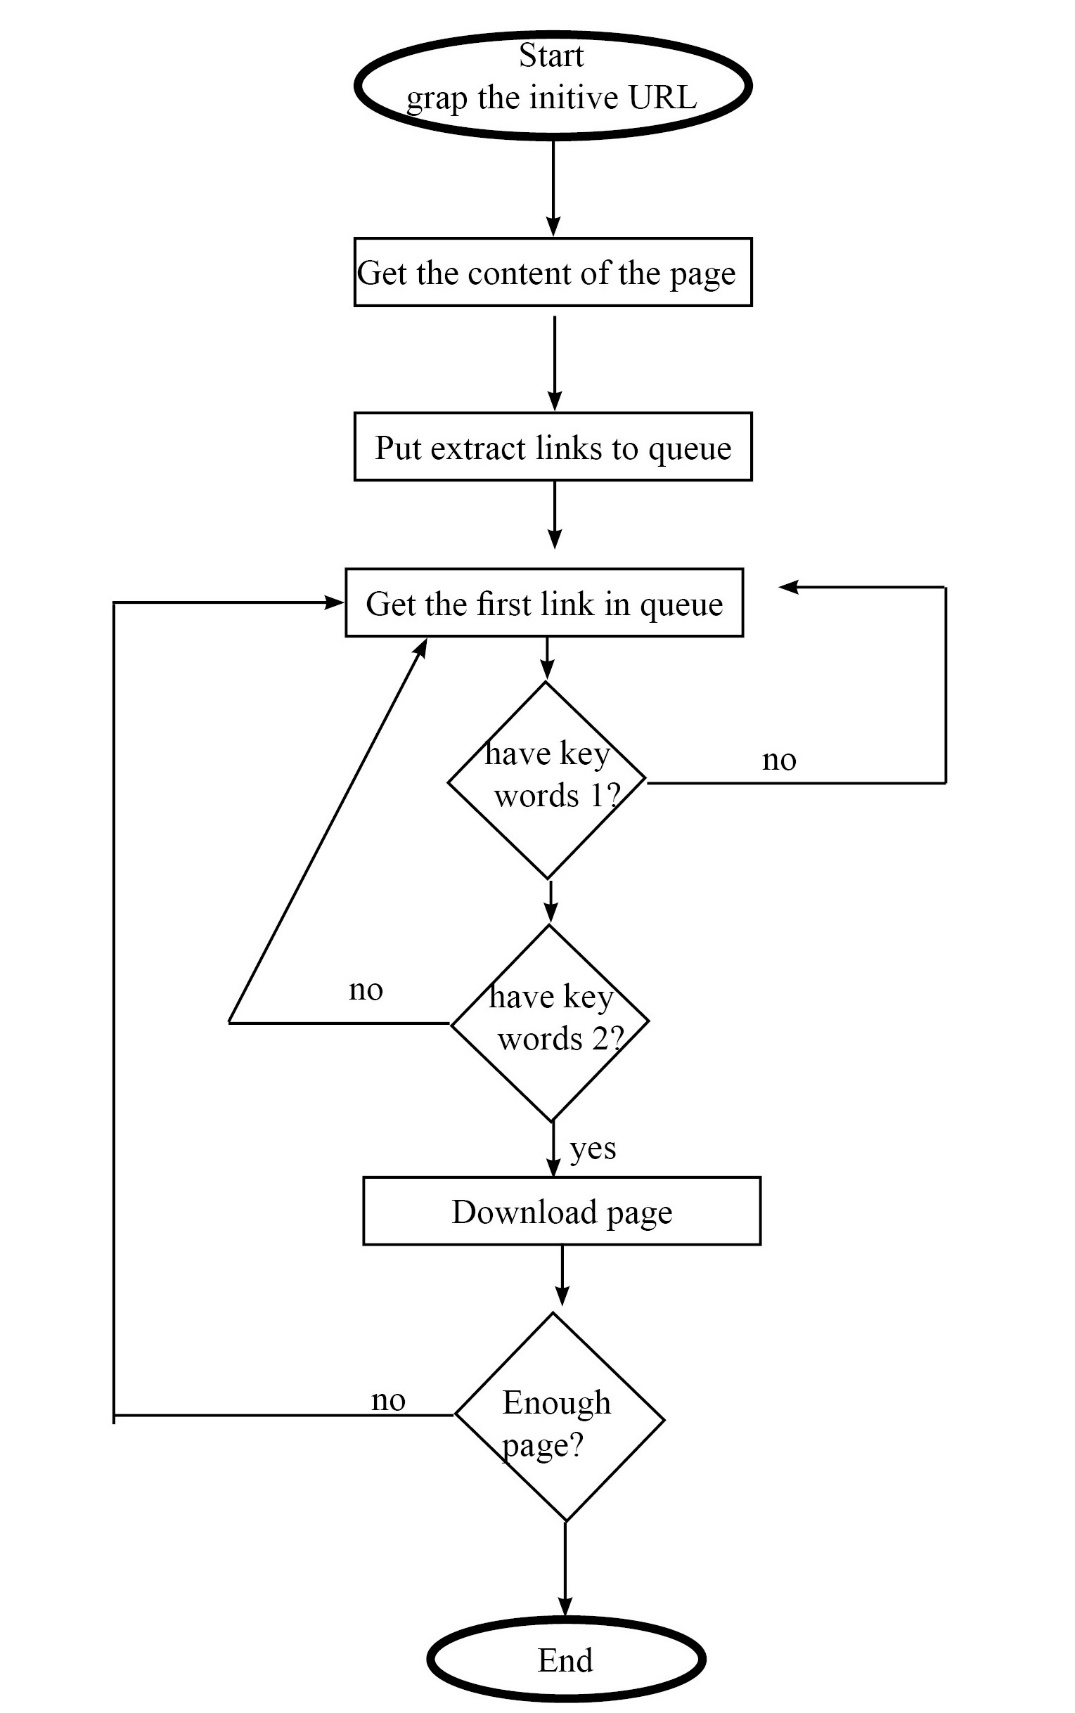 Start
grap the initive URL
Get the content of the page
Put extract links to queue
Get the first link in queue
have key
words 1?
no
have key
words 2?
no
yes
Download page
Enough
page?
no
End